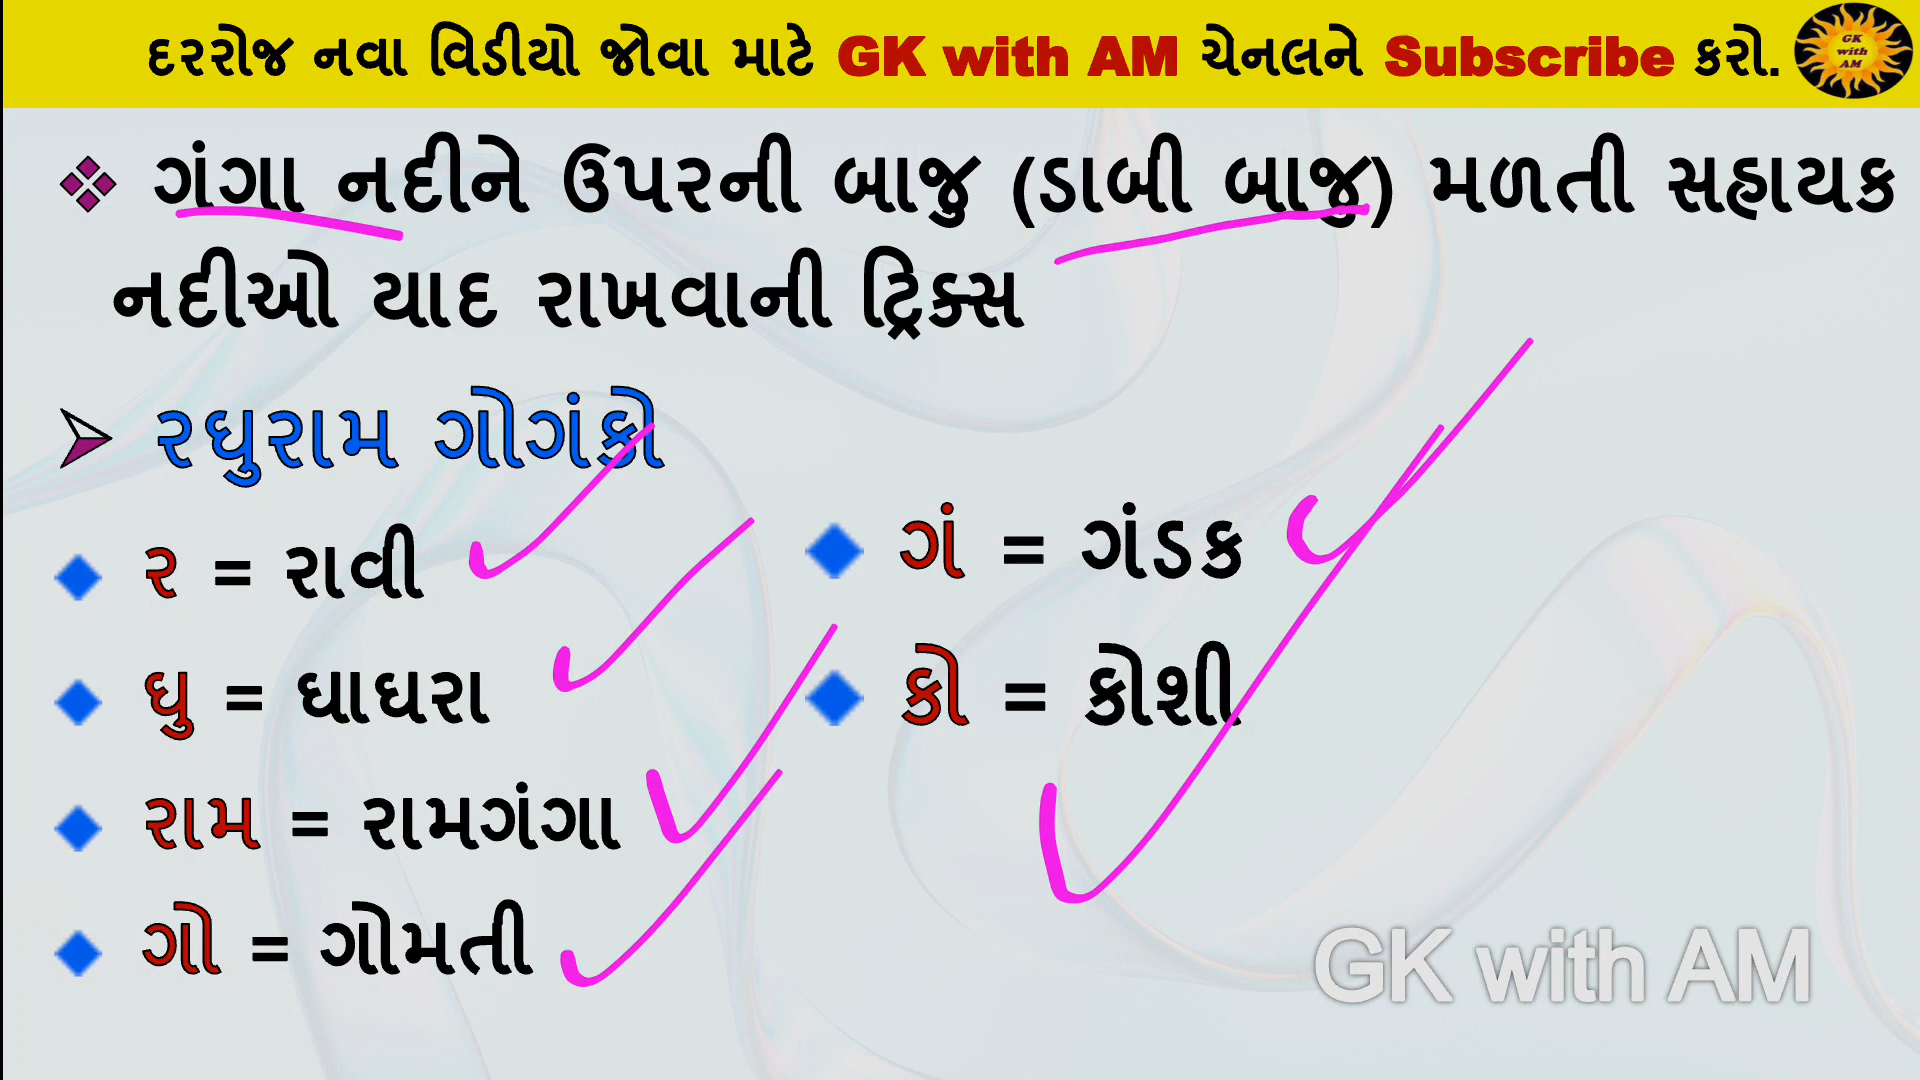 દરરોજ નવા વિડીયો જોવા માટે GK with AM ચેનલને Subscribe કરો.
GK with AM
ગંગા નદીને ઉપરની બાજુ (ડાબી બાજુ) મળતી સહાયક
નદીઓ યાદ રાખવાની ટ્રિક્સ
રઘુરામ ગોગંકો
ર = રાવી
ઘુ = ઘાઘરા
રામ = રામગંગા
ગો = ગોમતી
ગં = ગંડક
કો = કોશી
GK with AM